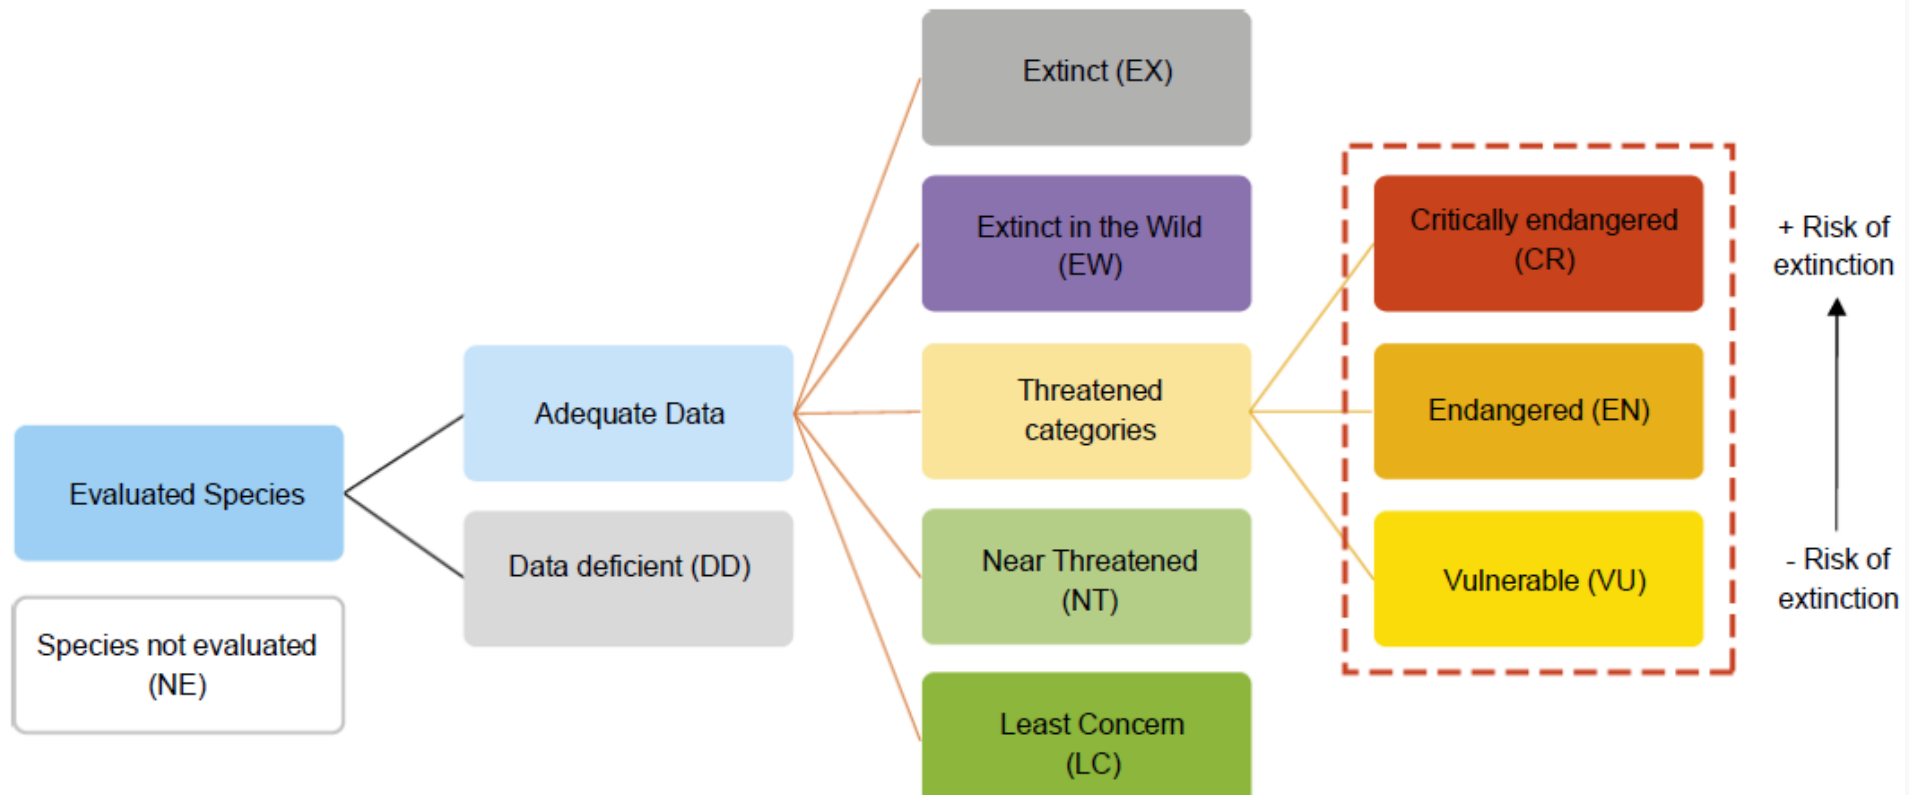 Evaluated Species
Species not evaluated
(NE)
Adequate Data
Data deficient (DD)
Extinct (EX)
Extinct in the Wild
(EW)
Threatened
categories
Near Threatened
(NT)
Least Concern
(LC)
Critically endangered
(CR)
Endangered (EN)
Vulnerable (VU)
+ Risk of
extinction
- Risk of
extinction